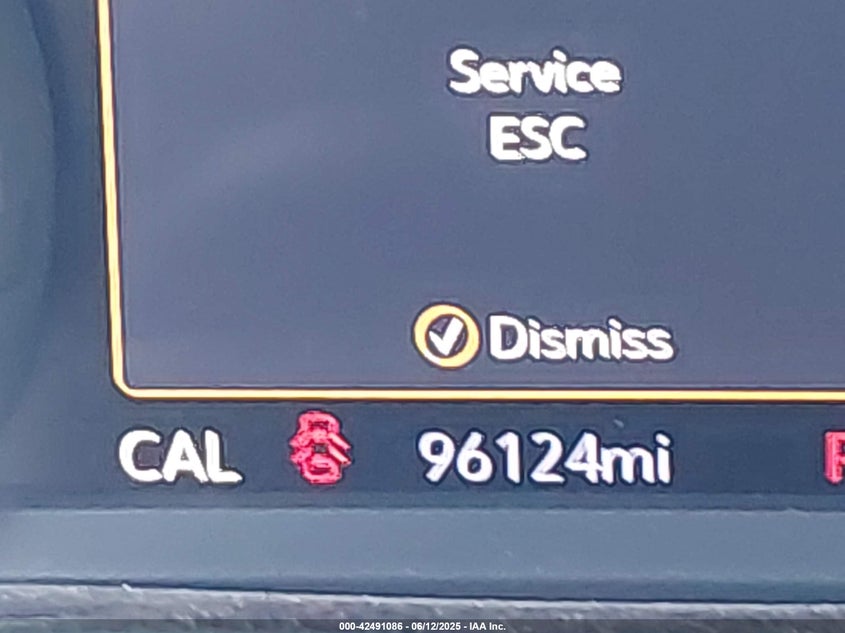 Service
ESC
Dismiss
CAL 96124mi
000-42491086 - 06/12/2025 - IAA Inc.